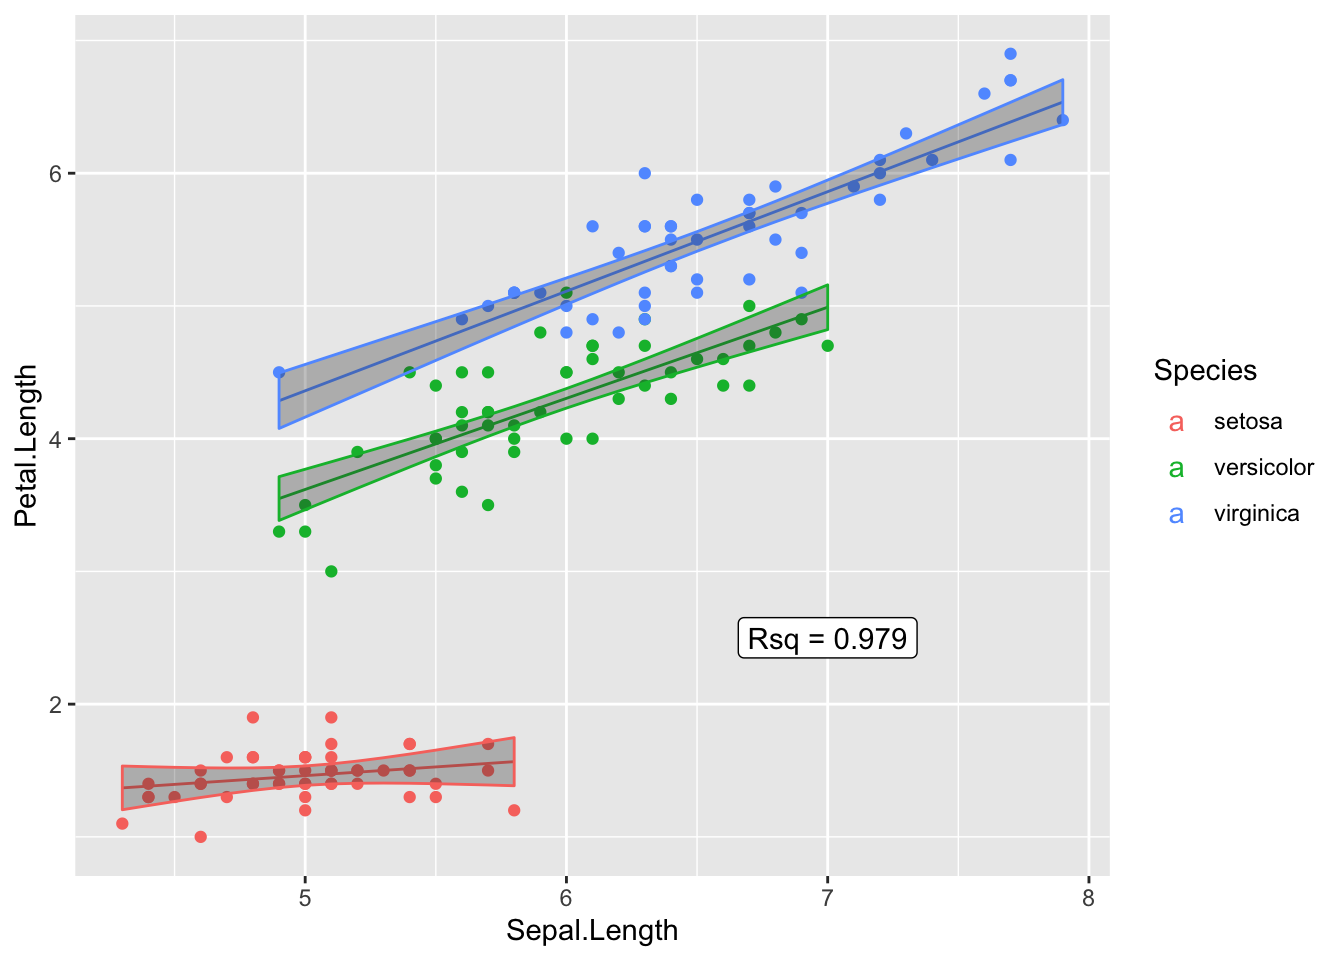 Petal.Length
6
4
2
5
6
7
8
Sepal.Length
Rsq = 0.979
Species
a setosa
a versicolor
a virginica